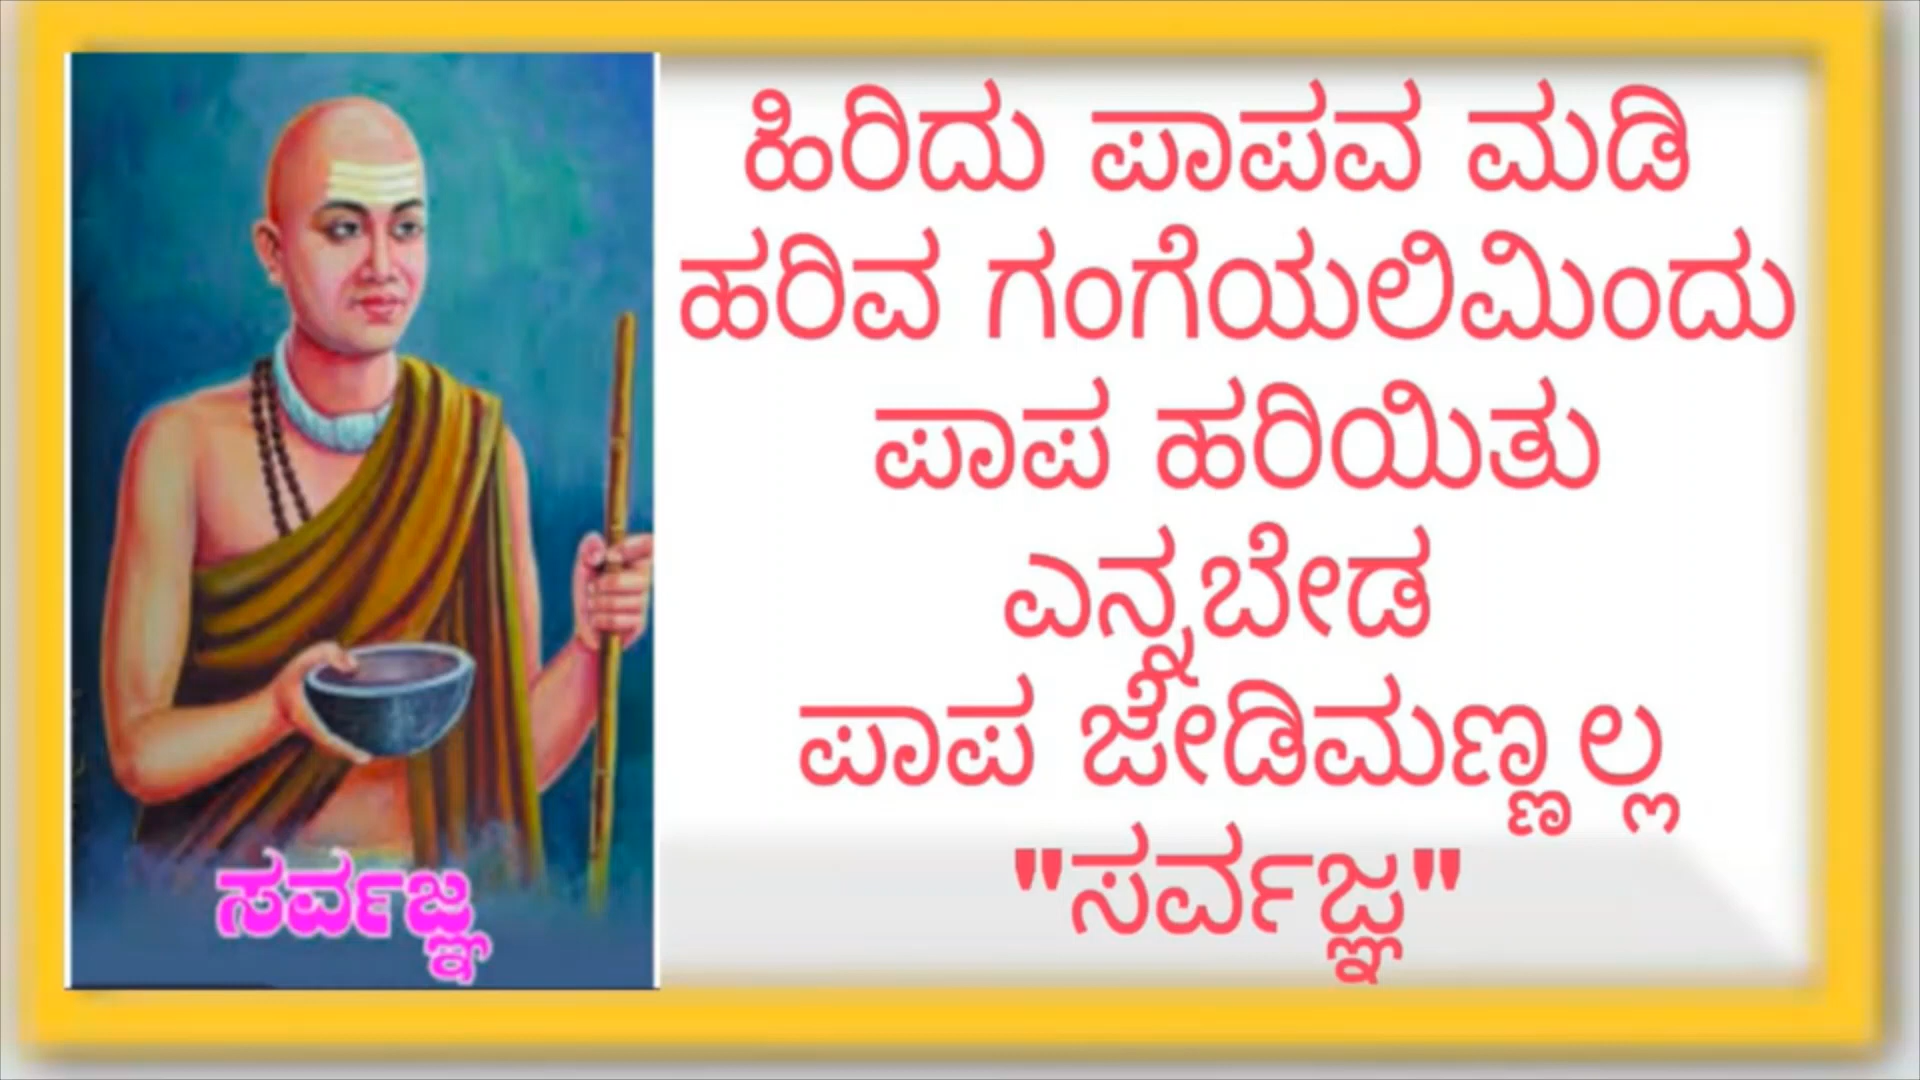 ಹಿರಿದು ಪಾಪವ ಮಡಿ
ಹರಿವ ಗಂಗೆಯಲಿಮಿಂದು
ಪಾಪ ಹರಿಯಿತು
ಎನ್ನಬೇಡ
ಪಾಪ ಜೇಡಿಮಣ್ಣಲ್ಲ
"ಸರ್ವಜ್ಞ"
ಸರ್ವಜ್ಞ